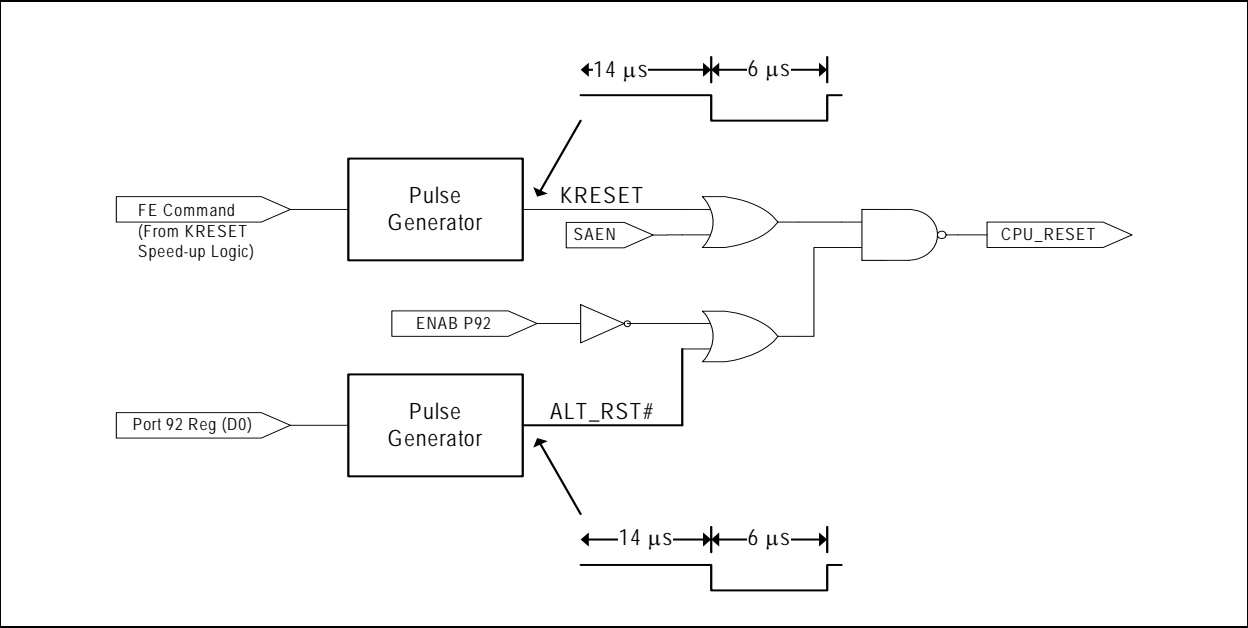 14 μs
6 μs
Pulse
Generator
FE Command
(From KRESET
Speed-up Logic)
KRESET
SAEN
CPU_RESET
ENAB P92
Pulse
Generator
Port 92 Reg (D0)
ALT_RST#
14 μs
6 μs